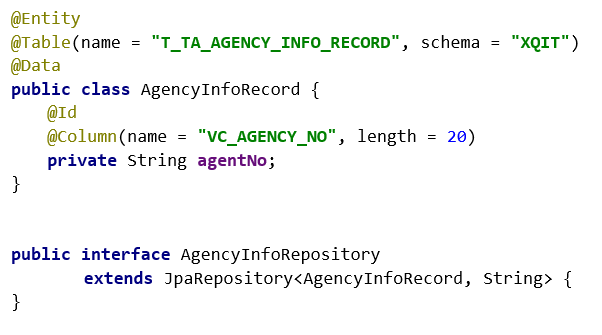 @Entity
@Table(name = "T_TA_AGENCY_INFO_RECORD", schema = "XQIT")
@Data
public class AgencyInfoRecord {
    @Id
    @Column(name = "VC_AGENCY_NO", length = 20)
    private String agentNo;
}
public interface AgencyInfoRepository
        extends JpaRepository<AgencyInfoRecord, String> {
}